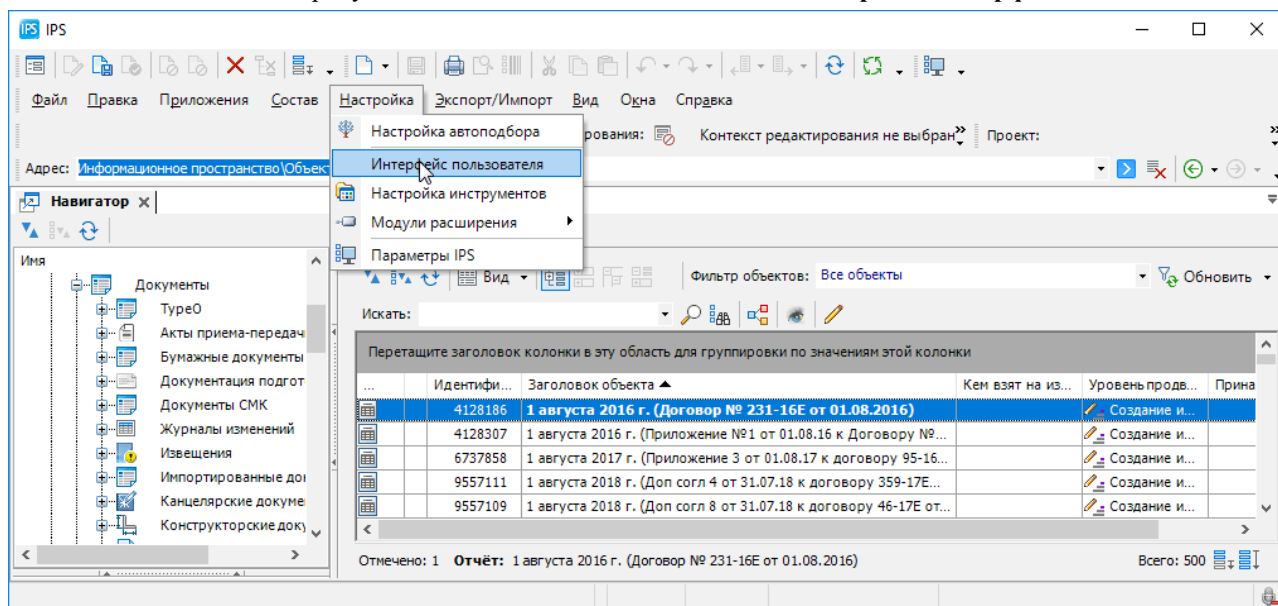 IPS IPS
Файл Правка Приложения Состав Настройка Экспорт/Импорт Вид Окна Справка
Настройка автоподбора
рования: Контекст редактирования не выбран Проект:
Интерфейс пользователя
Адрес: Информационное пространство\Объек
Настройка инструментов
Навигатор
Модули расширения
Параметры IPS
Имя
Вид Фильтр объектов: Все объекты Обновить
Документы
Type0
Искать:
Акты приема-передач
Бумажные документы
Перетащите заголовок колонки в эту область для группировки по значениям этой колонки
Документация подгот
... Идентифи... Заголовок объекта Кем взят на из... Уровень продв... Прина
Документы СМК
4128186 1 августа 2016 г. (Договор № 231-16Е от 01.08.2016) Создание и...
Журналы изменений
4128307 1 августа 2016 г. (Приложение №1 от 01.08.16 к Договору №... Создание и...
Извещения
6737858 1 августа 2017 г. (Приложение 3 от 01.08.17 к договору 95-16... Создание и...
Импортированные до
9557111 1 августа 2018 г. (Доп согл 4 от 31.07.18 к договору 359-17Е... Создание и...
Канцелярские докуме
9557109 1 августа 2018 г. (Доп согл 8 от 31.07.18 к договору 46-17Е от... Создание и...
Конструкторские доку
Отмечено: 1 Отчёт: 1 августа 2016 г. (Договор № 231-16Е от 01.08.2016) Всего: 500